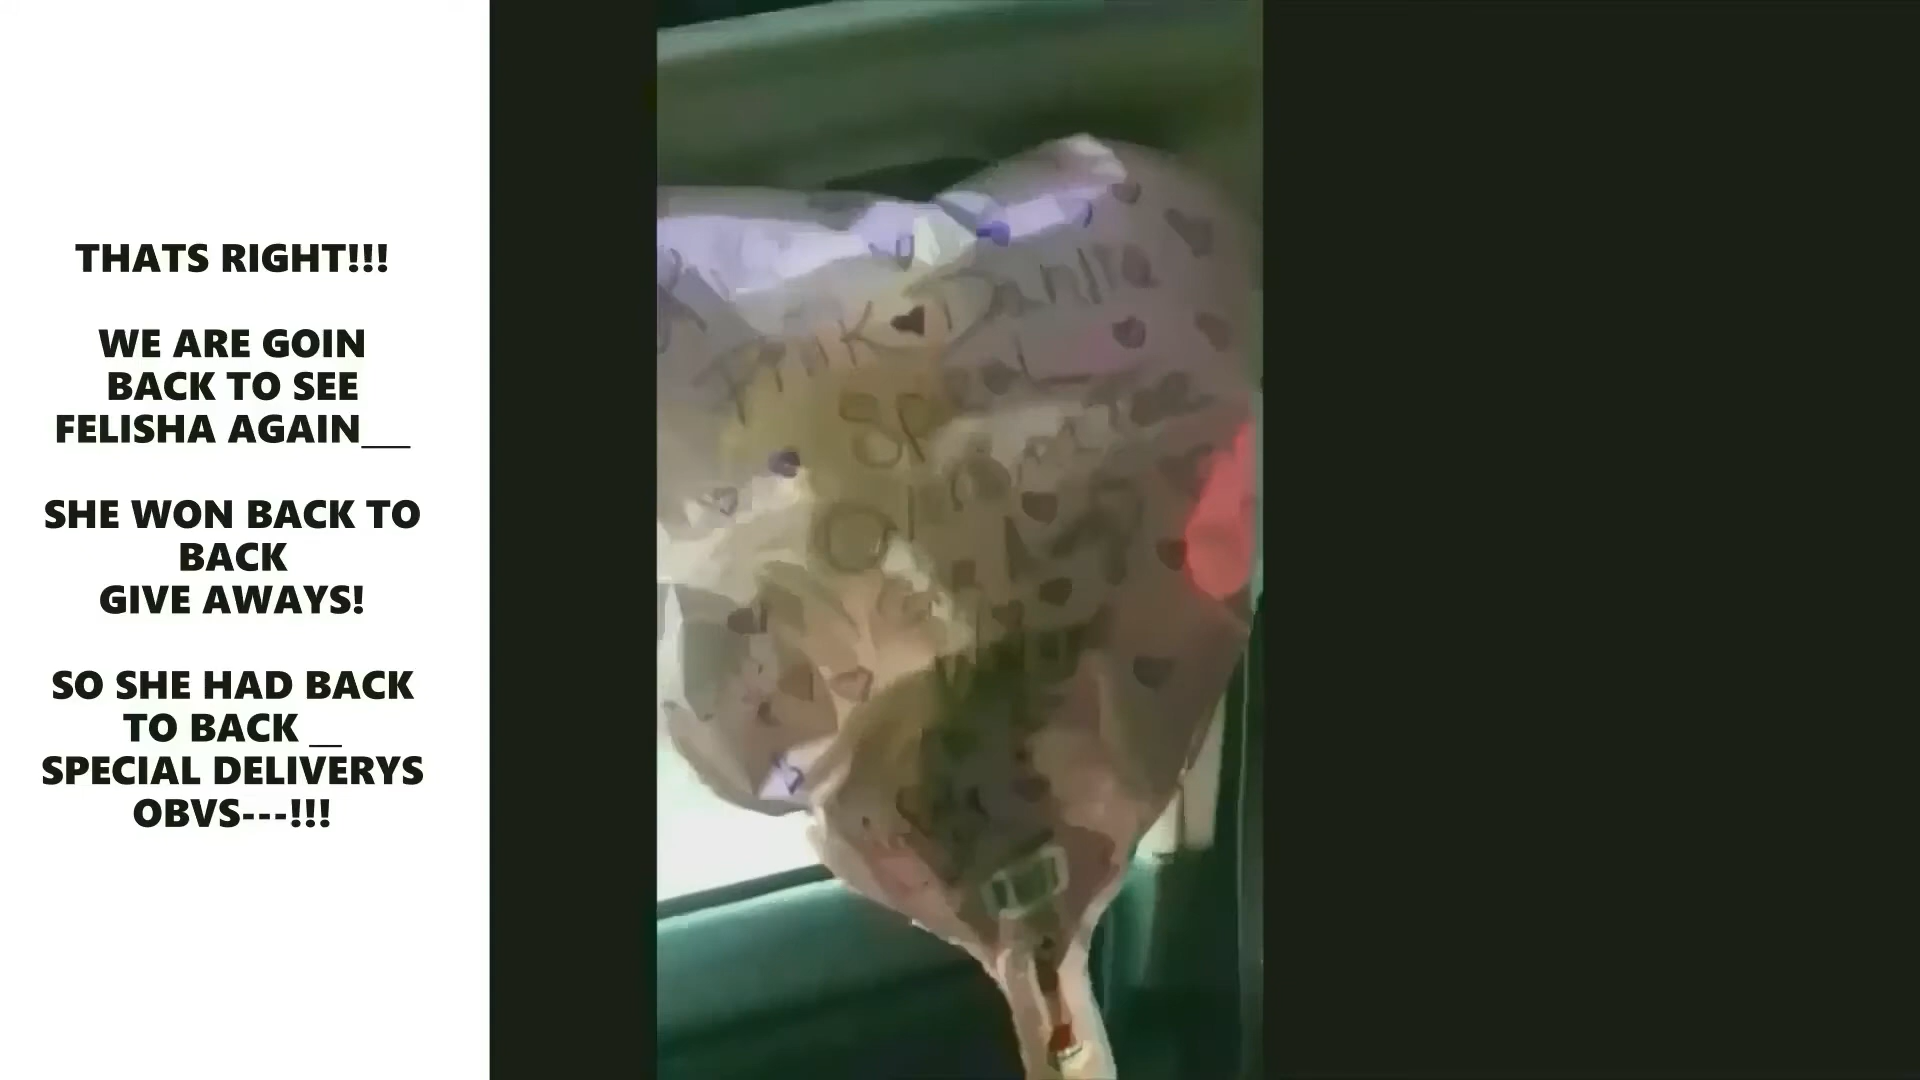 THATS RIGHT!!!
WE ARE GOIN
BACK TO SEE
FELISHA AGAIN___
SHE WON BACK TO
BACK
GIVE AWAYS!
SO SHE HAD BACK
TO BACK __
SPECIAL DELIVERYS
OBVS---!!!